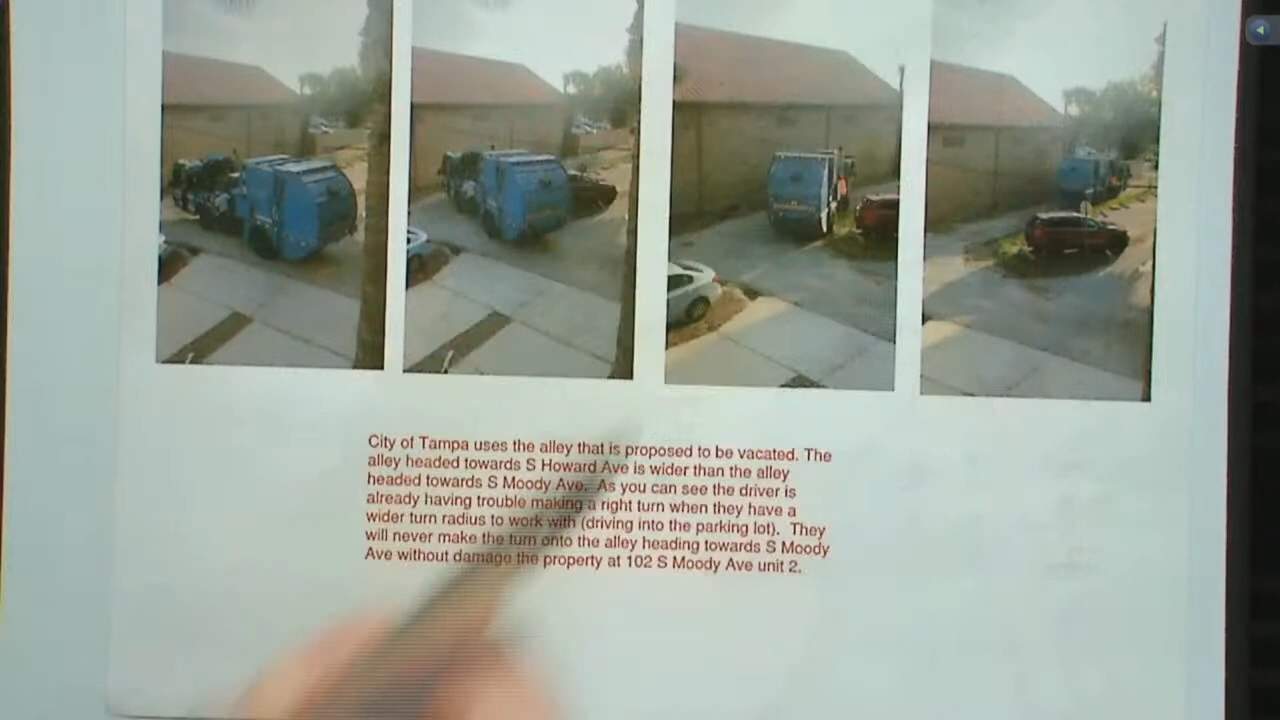 City of Tampa uses the alley that is proposed to be vacated. The
alley headed towards S Howard Ave is wider than the alley
headed towards S Moody Ave. As you can see the driver is
already having trouble making a right turn when they have a
wider turn radius to work with (driving into the parking lot). They
will never make the turn onto the alley heading towards S Moody
Ave without damage the property at 102 S Moody Ave unit 2.